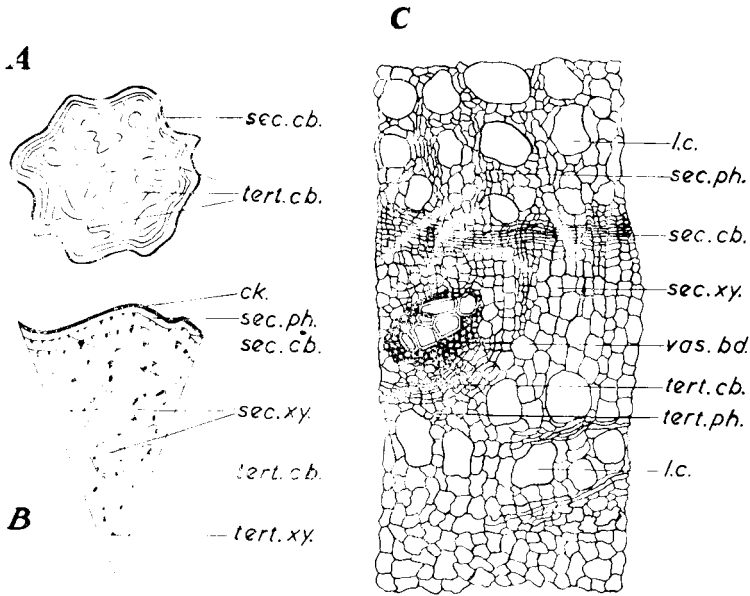 A
sec.cb.
tert.cb.
ck.
sec.ph.
sec.cb.
sec.xy.
tert.cb.
tert.xy.
B
C
l.c.
sec.ph.
sec.cb.
sec.xy.
vas.bd.
tert.cb.
tert.ph.
l.c.